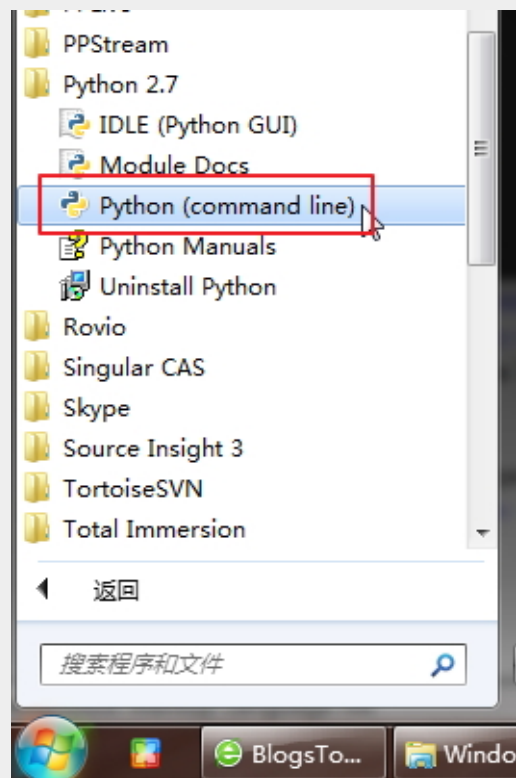 PPStream
Python 2.7
IDLE (Python GUI)
Module Docs
Python (command line)
Python Manuals
Uninstall Python
Rovio
Singular CAS
Skype
Source Insight 3
TortoiseSVN
Total Immersion
返回
搜索程序和文件
BlogsTo... Windo